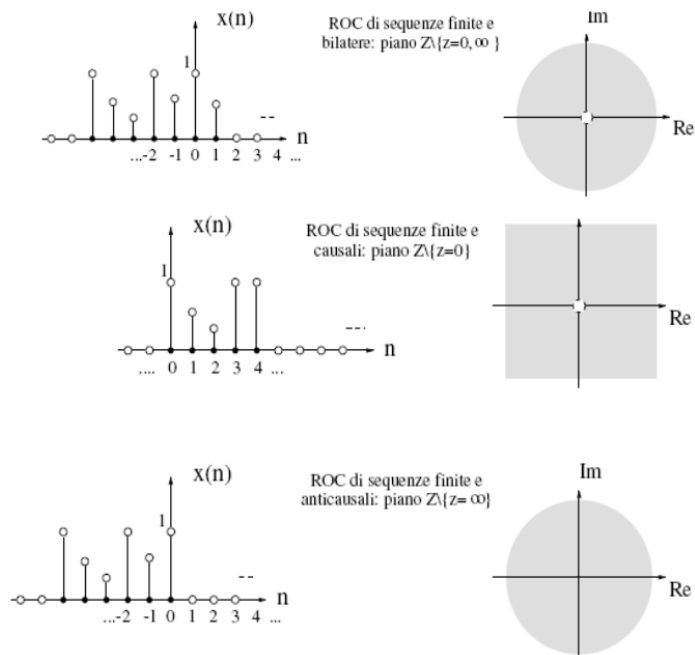 x(n)
ROC di sequenze finite e
bilatere: piano Z\{z=0,∞ }
Im
1
--
n
Re
...-2 -1 0 1 2 3 4 ...
x(n)
ROC di sequenze finite e
causali: piano Z\{z=0}
1
---
n
Re
.... 0 1 2 3 4 ...
x(n)
ROC di sequenze finite e
anticausali: piano Z\{z= ∞}
Im
1
--
n
Re
...-2 -1 0 1 2 3 4 ...